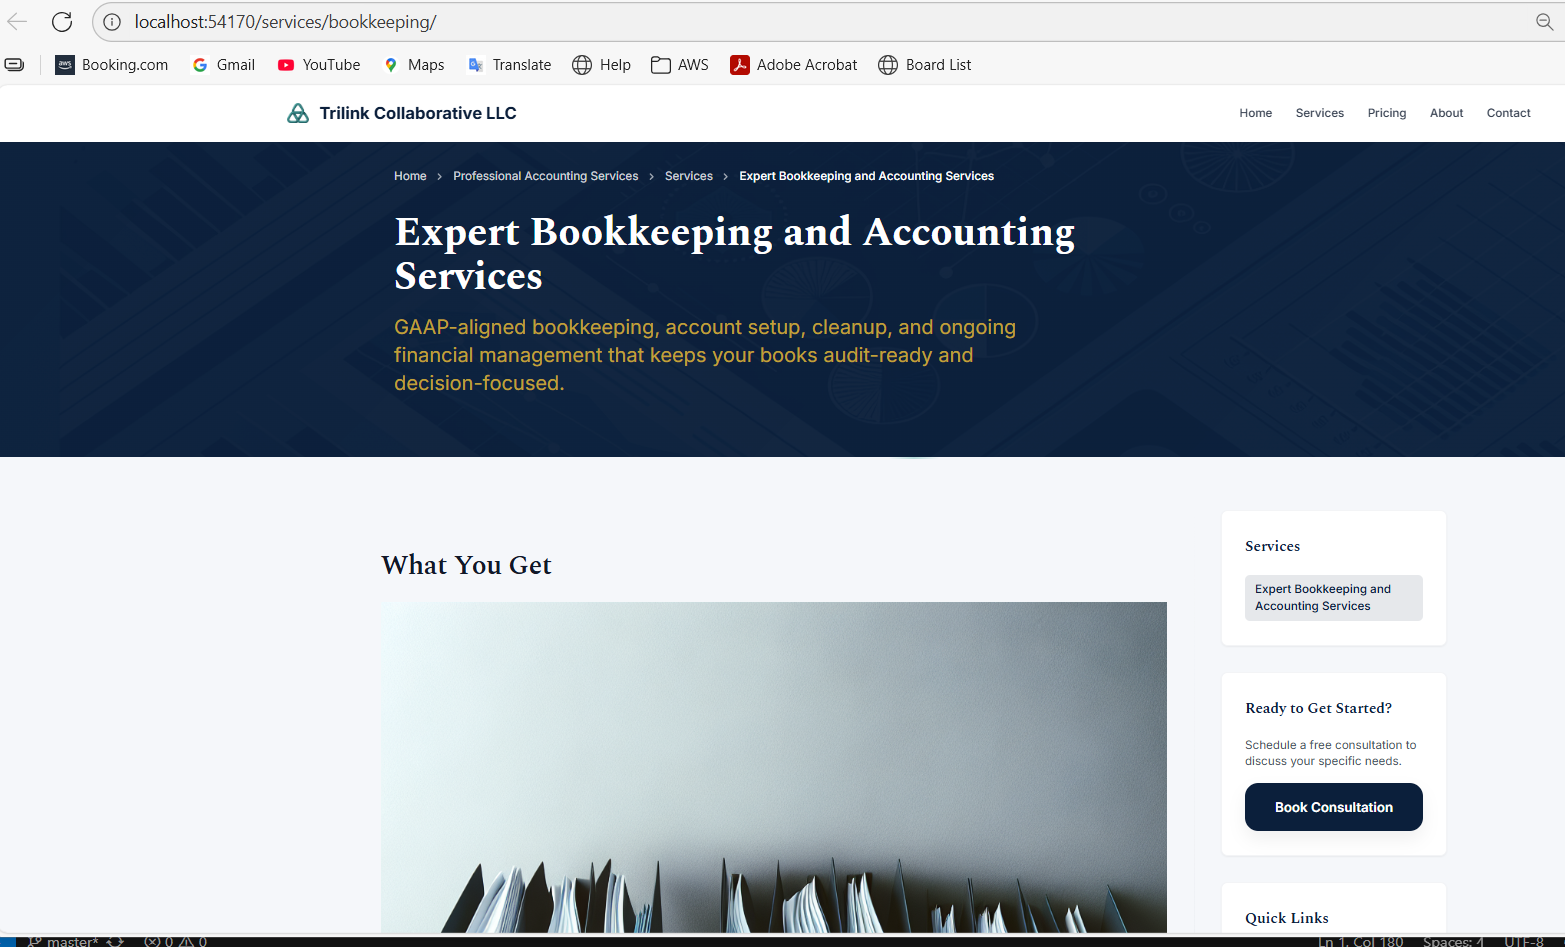 localhost:54170/services/bookkeeping/
aws Booking.com Gmail YouTube Maps Translate Help AWS Adobe Acrobat Board List
Trilink Collaborative LLC
Home Services Pricing About Contact
Home > Professional Accounting Services > Services > Expert Bookkeeping and Accounting Services
Expert Bookkeeping and Accounting
Services
GAAP-aligned bookkeeping, account setup, cleanup, and ongoing
financial management that keeps your books audit-ready and
decision-focused.
What You Get
Services
Expert Bookkeeping and
Accounting Services
Ready to Get Started?
Schedule a free consultation to
discuss your specific needs.
Book Consultation
Quick Links
master* 0 0 Ln 1, Col 180 Spaces: 4 UTF-8